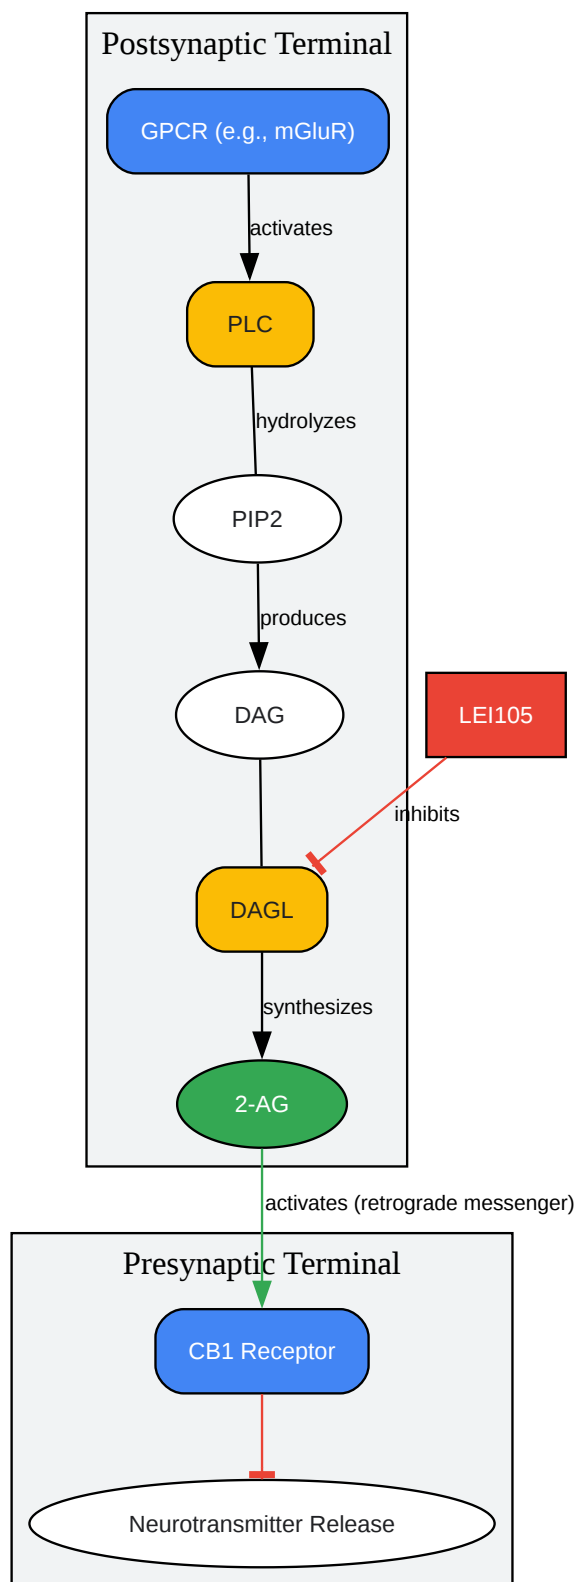 Postsynaptic Terminal
GPCR (e.g., mGluR)
activates
PLC
hydrolyzes
PIP2
produces
DAG
LEI105
inhibits
DAGL
synthesizes
2-AG
activates (retrograde messenger)
Presynaptic Terminal
CB1 Receptor
Neurotransmitter Release